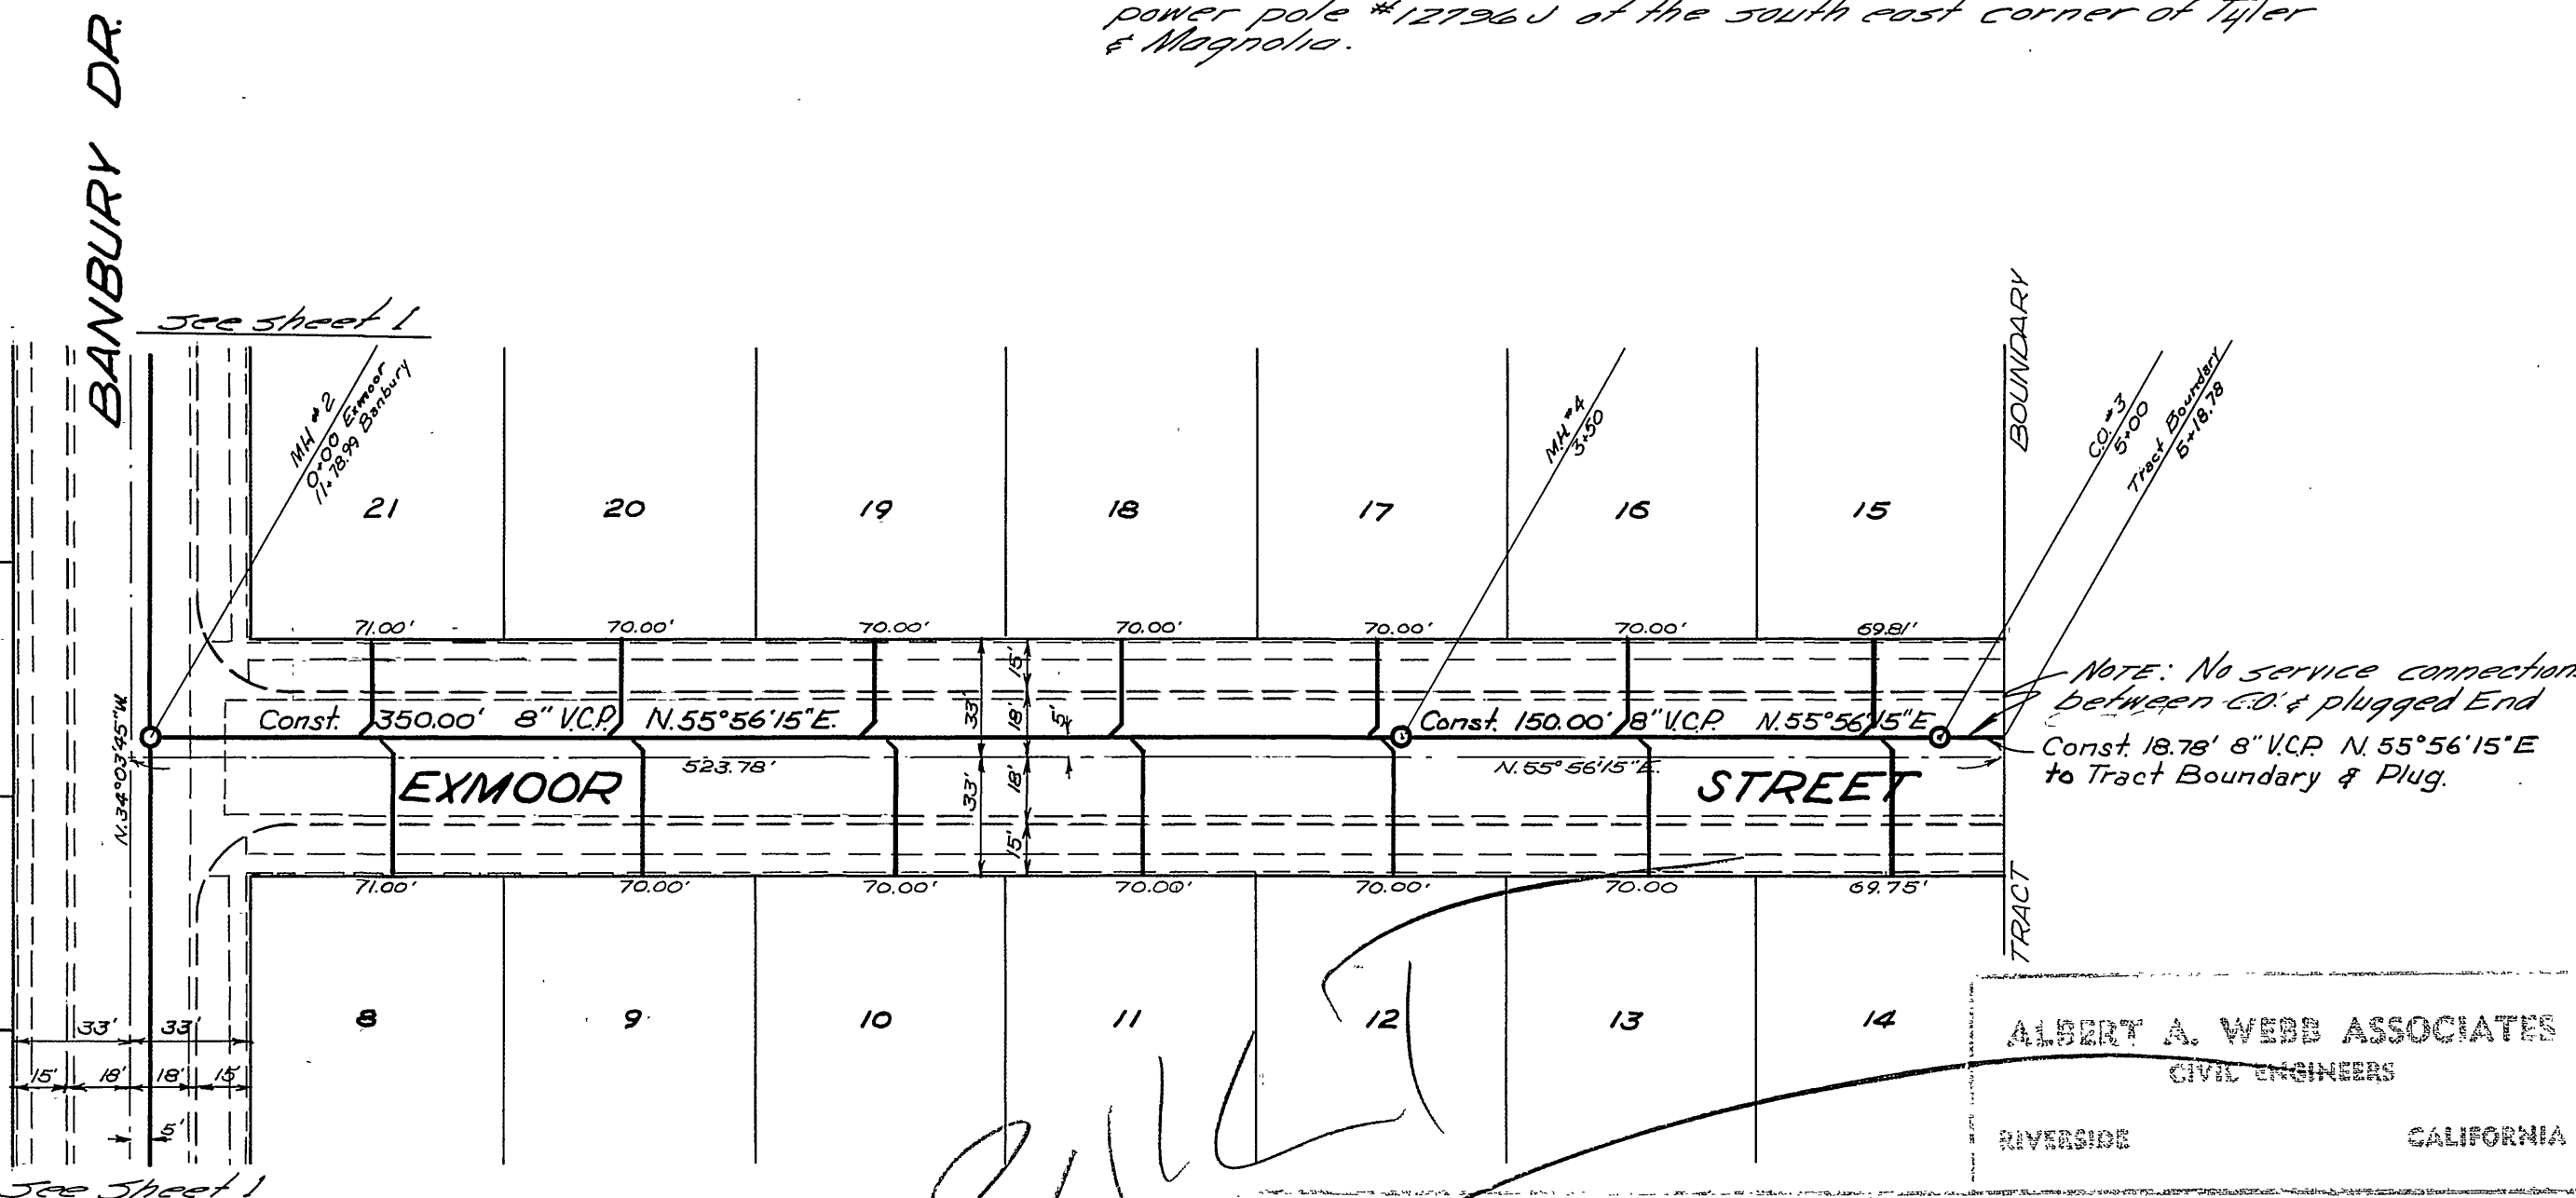 power pole #12796J at the south east corner of Tyler
& Magnolia.
BANBURY DR.
see sheet 1
MH #2
0+00 Exmoor
11+78.99 Banbury
M.H. #4
3+50
BOUNDARY
C.O. #3
5+00
Tract Boundary
5+18.78
21
20
19
18
17
16
15
71.00'
70.00'
70.00'
70.00'
70.00'
70.00'
69.81'
15'
33'
18'
5'
NOTE: No service connections
between C.O. & plugged End
Const. 350.00' 8" V.C.P. N.55°56'15"E.
Const. 150.00' 8" V.C.P. N.55°56'15"E.
Const. 18.78' 8" V.C.P. N. 55°56'15"E
to Tract Boundary & Plug.
N.34°03'45"W.
523.78'
N.55°56'15"E.
EXMOOR STREET
33'
18'
15'
71.00'
70.00'
70.00'
70.00'
70.00'
70.00
69.75'
TRACT
8
9
10
11
12
13
14
33'
33'
15'
18'
18'
15'
5'
see sheet 1
ALBERT A. WEBB ASSOCIATES
CIVIL ENGINEERS
RIVERSIDE CALIFORNIA